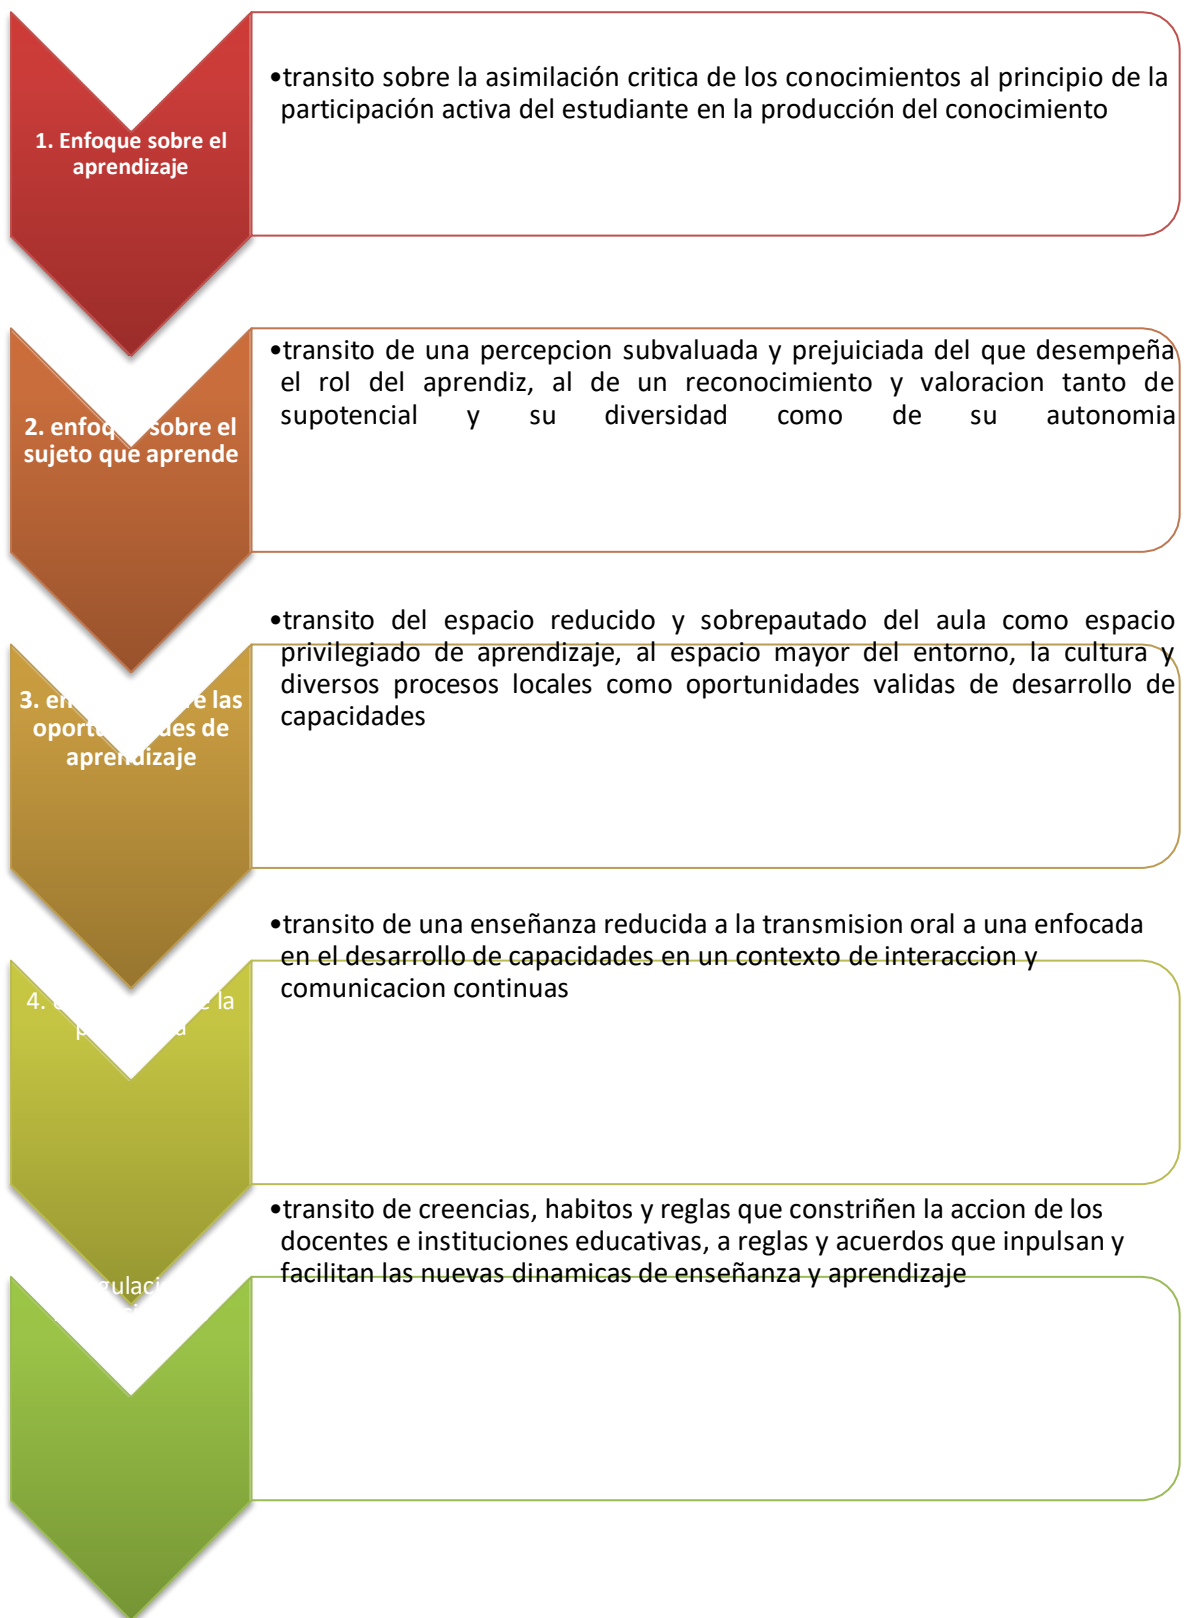 1. Enfoque sobre el
aprendizaje
•transito sobre la asimilación critica de los conocimientos al principio de la
participación activa del estudiante en la producción del conocimiento
2. sobre el
sujeto que aprende
•transito de una percepcion subvaluada y prejuiciada del que desempeña
el rol del aprendiz, al de un reconocimiento y valoracion tanto de
supotencial y su diversidad como de su autonomia
3. las
de
aprendizaje
•transito del espacio reducido y sobrepautado del aula como espacio
privilegiado de aprendizaje, al espacio mayor del entorno, la cultura y
diversos procesos locales como oportunidades validas de desarrollo de
capacidades
4. la
•transito de una enseñanza reducida a la transmision oral a una enfocada
en el desarrollo de capacidades en un contexto de interaccion y
comunicacion continuas
•transito de creencias, habitos y reglas que constriñen la accion de los
docentes e instituciones educativas, a reglas y acuerdos que inpulsan y
facilitan las nuevas dinamicas de enseñanza y aprendizaje